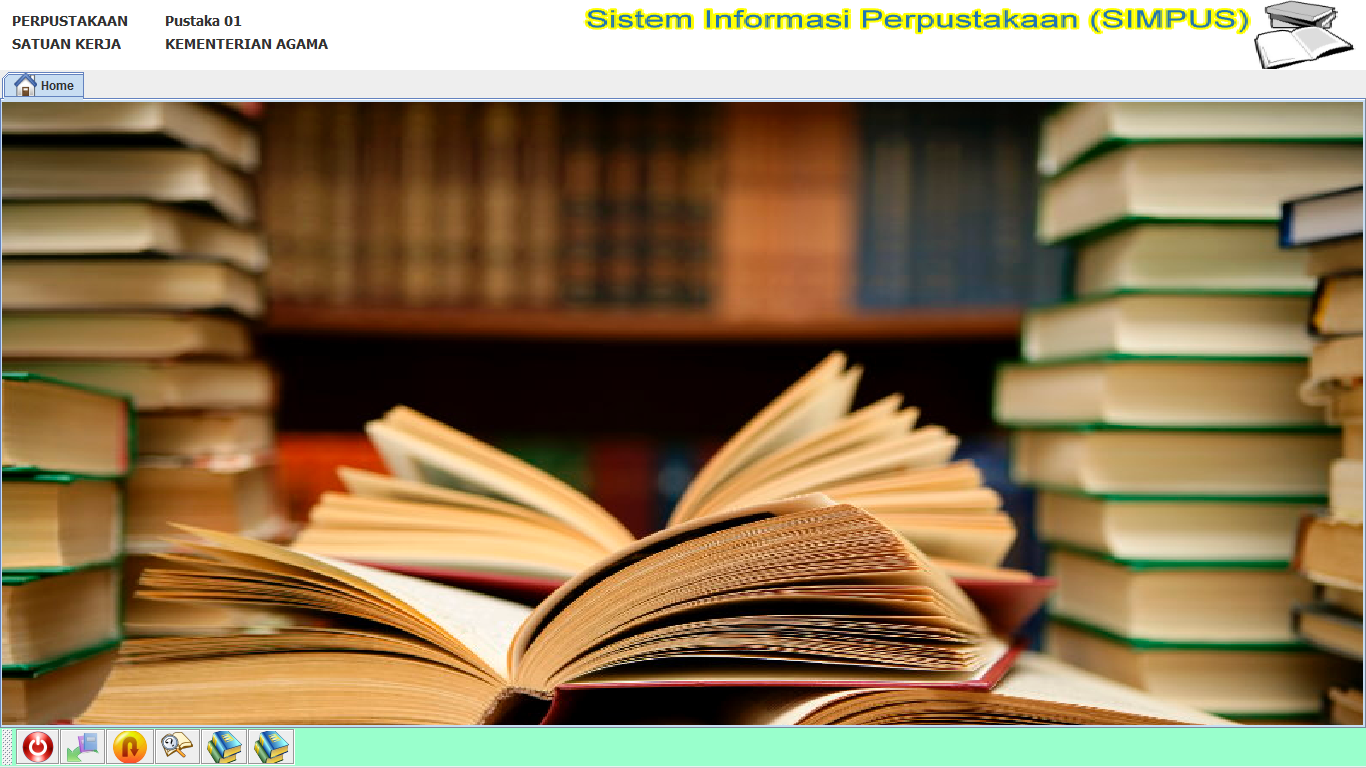 PERPUSTAKAAN Pustaka 01
SATUAN KERJA KEMENTERIAN AGAMA
Sistem Informasi Perpustakaan (SIMPUS)
Home